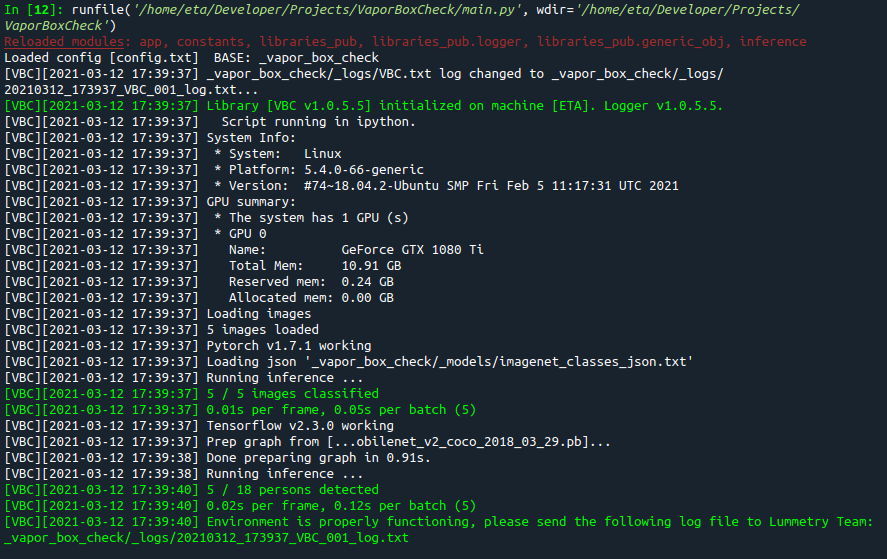 In [12]: runfile('/home/eta/Developer/Projects/VaporBoxCheck/main.py', wdir='/home/eta/Developer/Projects/
VaporBoxCheck')
Reloaded modules: app, constants, libraries_pub, libraries_pub.logger, libraries_pub.generic_obj, inference
Loaded config [config.txt]  BASE: _vapor_box_check
[VBC][2021-03-12 17:39:37] _vapor_box_check/_logs/VBC.txt log changed to _vapor_box_check/_logs/
20210312_173937_VBC_001_log.txt...
[VBC][2021-03-12 17:39:37] Library [VBC v1.0.5.5] initialized on machine [ETA]. Logger v1.0.5.5.
[VBC][2021-03-12 17:39:37]   Script running in ipython.
[VBC][2021-03-12 17:39:37] System Info:
[VBC][2021-03-12 17:39:37]  * System:   Linux
[VBC][2021-03-12 17:39:37]  * Platform: 5.4.0-66-generic
[VBC][2021-03-12 17:39:37]  * Version:  #74~18.04.2-Ubuntu SMP Fri Feb 5 11:17:31 UTC 2021
[VBC][2021-03-12 17:39:37] GPU summary:
[VBC][2021-03-12 17:39:37]  * The system has 1 GPU (s)
[VBC][2021-03-12 17:39:37]  * GPU 0
[VBC][2021-03-12 17:39:37]    Name:          GeForce GTX 1080 Ti
[VBC][2021-03-12 17:39:37]    Total Mem:     10.91 GB
[VBC][2021-03-12 17:39:37]    Reserved mem:  0.24 GB
[VBC][2021-03-12 17:39:37]    Allocated mem: 0.00 GB
[VBC][2021-03-12 17:39:37] Loading images
[VBC][2021-03-12 17:39:37] 5 images loaded
[VBC][2021-03-12 17:39:37] Pytorch v1.7.1 working
[VBC][2021-03-12 17:39:37] Loading json '_vapor_box_check/_models/imagenet_classes_json.txt'
[VBC][2021-03-12 17:39:37] Running inference ...
[VBC][2021-03-12 17:39:37] 5 / 5 images classified
[VBC][2021-03-12 17:39:37] 0.01s per frame, 0.05s per batch (5)
[VBC][2021-03-12 17:39:37] Tensorflow v2.3.0 working
[VBC][2021-03-12 17:39:37] Prep graph from [...obilenet_v2_coco_2018_03_29.pb]...
[VBC][2021-03-12 17:39:38] Done preparing graph in 0.91s.
[VBC][2021-03-12 17:39:38] Running inference ...
[VBC][2021-03-12 17:39:40] 5 / 18 persons detected
[VBC][2021-03-12 17:39:40] 0.02s per frame, 0.12s per batch (5)
[VBC][2021-03-12 17:39:40] Environment is properly functioning, please send the following log file to Lummetry Team:
_vapor_box_check/_logs/20210312_173937_VBC_001_log.txt